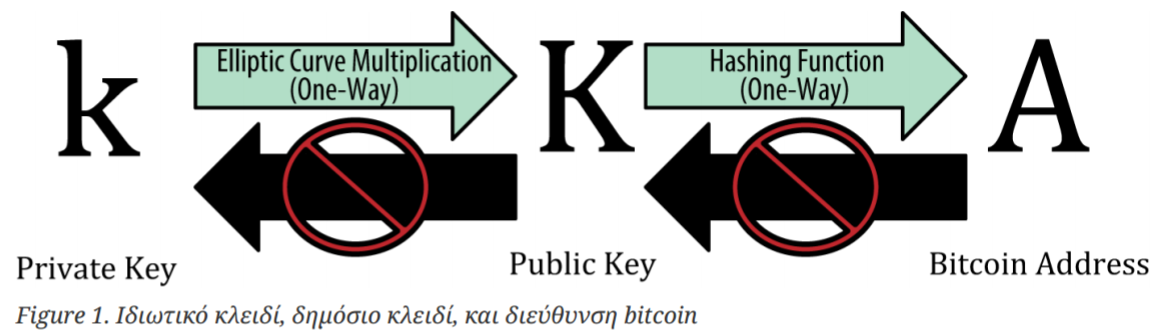 k
Elliptic Curve Multiplication
(One-Way)
K
Hashing Function
(One-Way)
A
Private Key
Public Key
Bitcoin Address
Figure 1. Ιδιωτικό κλειδί, δημόσιο κλειδί, και διεύθυνση bitcoin